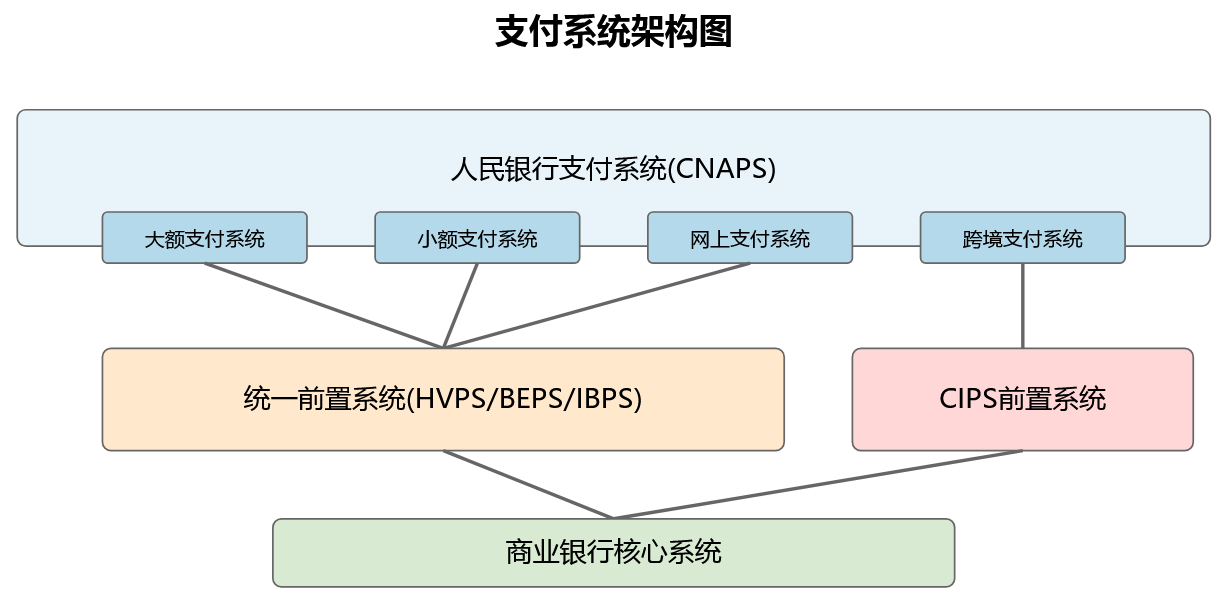 支付系统架构图
人民银行支付系统(CNAPS)
大额支付系统
小额支付系统
网上支付系统
跨境支付系统
统一前置系统(HVPS/BEPS/IBPS)
CIPS前置系统
商业银行核心系统